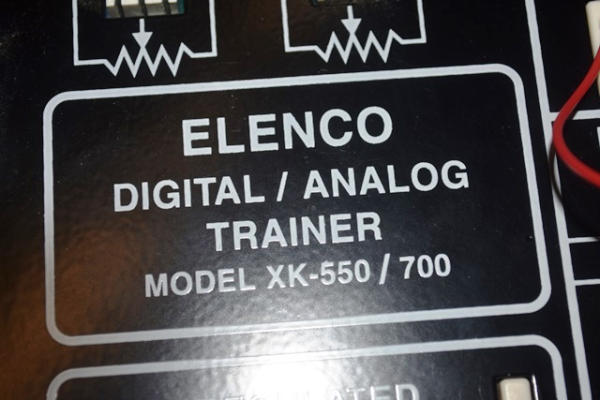 ELENCO
DIGITAL / ANALOG
TRAINER
MODEL XK-550 / 700